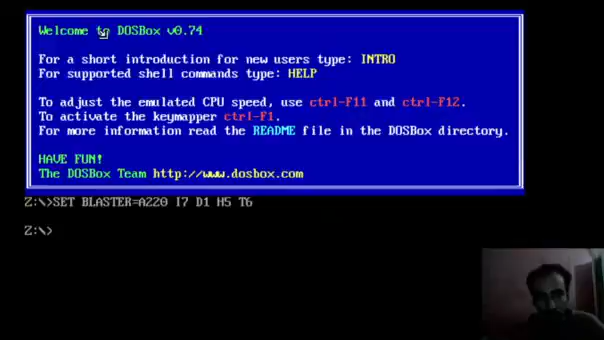 Welcome to DOSBox v0.74
For a short introduction for new users type: INTRO
For supported shell commands type: HELP
To adjust the emulated CPU speed, use ctrl-F11 and ctrl-F12.
To activate the keymapper ctrl-F1.
For more information read the README file in the DOSBox directory.
HAVE FUN!
The DOSBox Team http://www.dosbox.com
Z:\>SET BLASTER=A220 I7 D1 H5 T6
Z:\>